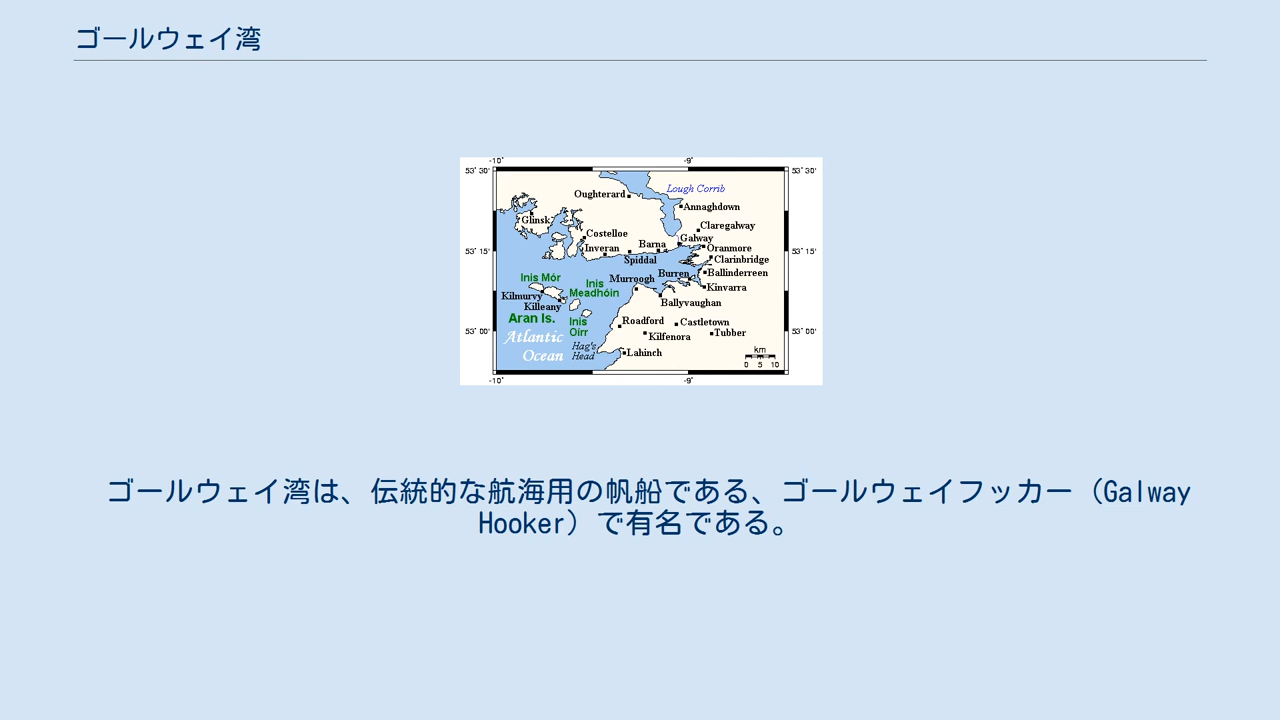 ゴールウェイ湾
-10°
-9°
53° 30'
53° 30'
Oughterard
Lough Corrib
Annaghdown
Glinsk
Claregalway
Costelloe
Galway
Inveran
Barna
Oranmore
53° 15'
53° 15'
Spiddal
Clarinbridge
Inis Mór
Inis
Meadhóin
Murroogh
Burren
Ballinderreen
Kinvarra
Kilmurvy
Killeany
Ballyvaughan
Aran Is.
Inis
Oírr
Roadford
Castletown
53° 00'
53° 00'
Kilfenora
Tubber
Atlantic
Ocean
Hag's
Head
Lahinch
km
0 5 10
-10°
-9°
ゴールウェイ湾は、伝統的な航海用の帆船である、ゴールウェイフッカー（Galway
Hooker）で有名である。